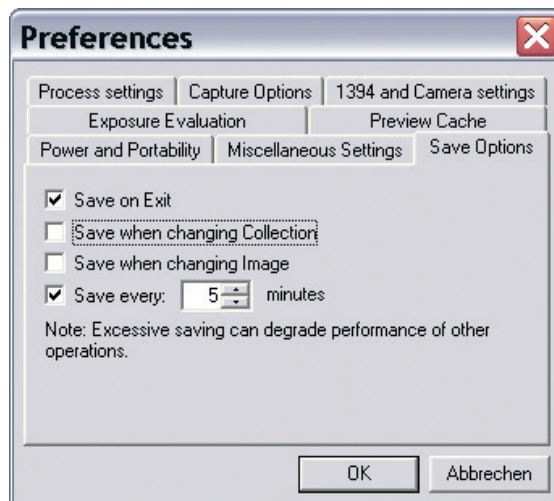 Preferences
Process settings Capture Options 1394 and Camera settings
Exposure Evaluation Preview Cache
Power and Portability Miscellaneous Settings Save Options
Save on Exit
Save when changing Collection
Save when changing Image
Save every: 5 minutes
Note: Excessive saving can degrade performance of other
operations.
OK Abbrechen